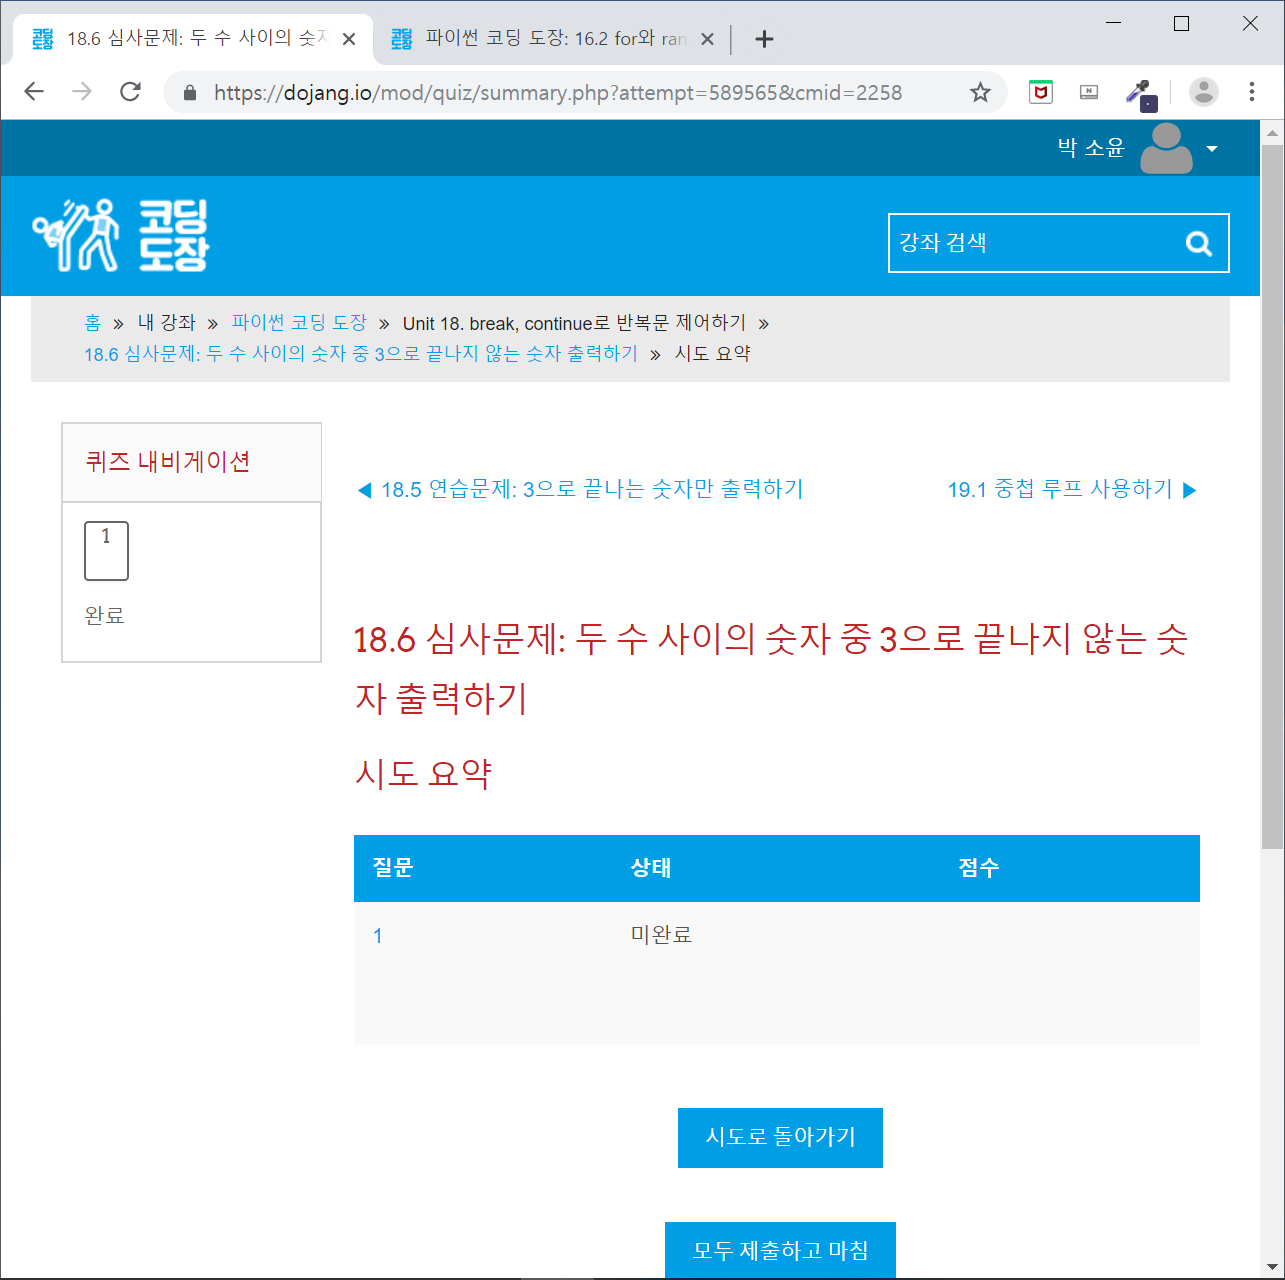 18.6 심사문제: 두 수 사이의 숫자
파이썬 코딩 도장: 16.2 for와 ran
https://dojang.io/mod/quiz/summary.php?attempt=589565&cmid=2258
박 소윤
코딩
도장
강좌 검색
홈 » 내 강좌 » 파이썬 코딩 도장 » Unit 18. break, continue로 반복문 제어하기 »
18.6 심사문제: 두 수 사이의 숫자 중 3으로 끝나지 않는 숫자 출력하기 » 시도 요약
퀴즈 내비게이션
1
완료
◀ 18.5 연습문제: 3으로 끝나는 숫자만 출력하기
19.1 중첩 루프 사용하기 ▶
18.6 심사문제: 두 수 사이의 숫자 중 3으로 끝나지 않는 숫
자 출력하기
시도 요약
질문 상태 점수
1 미완료
시도로 돌아가기
모두 제출하고 마침